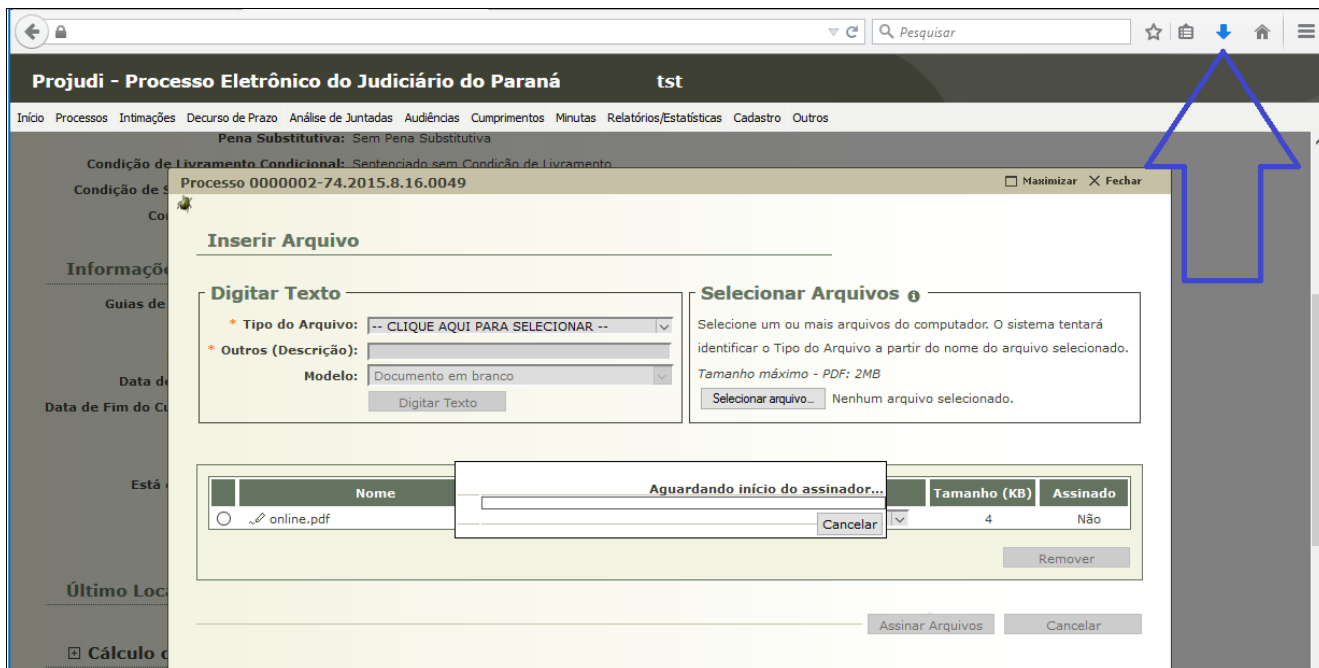 Pesquisar
Projudi - Processo Eletrônico do Judiciário do Paraná tst
Início Processos Intimações Decurso de Prazo Análise de Juntadas Audiências Cumprimentos Minutas Relatórios/Estatísticas Cadastro Outros
Pena Substitutiva: Sem Pena Substitutiva
Condição de Livramento Condicional: Sentenciado sem Condição de Livramento
Condição de S
Processo 0000002-74.2015.8.16.0049 Maximizar Fechar
Inserir Arquivo
Informaçõe
Guias de
Digitar Texto
* Tipo do Arquivo: -- CLIQUE AQUI PARA SELECIONAR --
* Outros (Descrição):
Modelo: Documento em branco
Digitar Texto
Selecionar Arquivos
Selecione um ou mais arquivos do computador. O sistema tentará
identificar o Tipo do Arquivo a partir do nome do arquivo selecionado.
Tamanho máximo - PDF: 2MB
Selecionar arquivo... Nenhum arquivo selecionado.
Data de
Data de Fim do Cu
Está
Nome Tamanho (KB) Assinado
online.pdf 4 Não
Aguardando início do assinador...
Cancelar
Remover
Último Loca
Assinar Arquivos Cancelar
Cálculo d